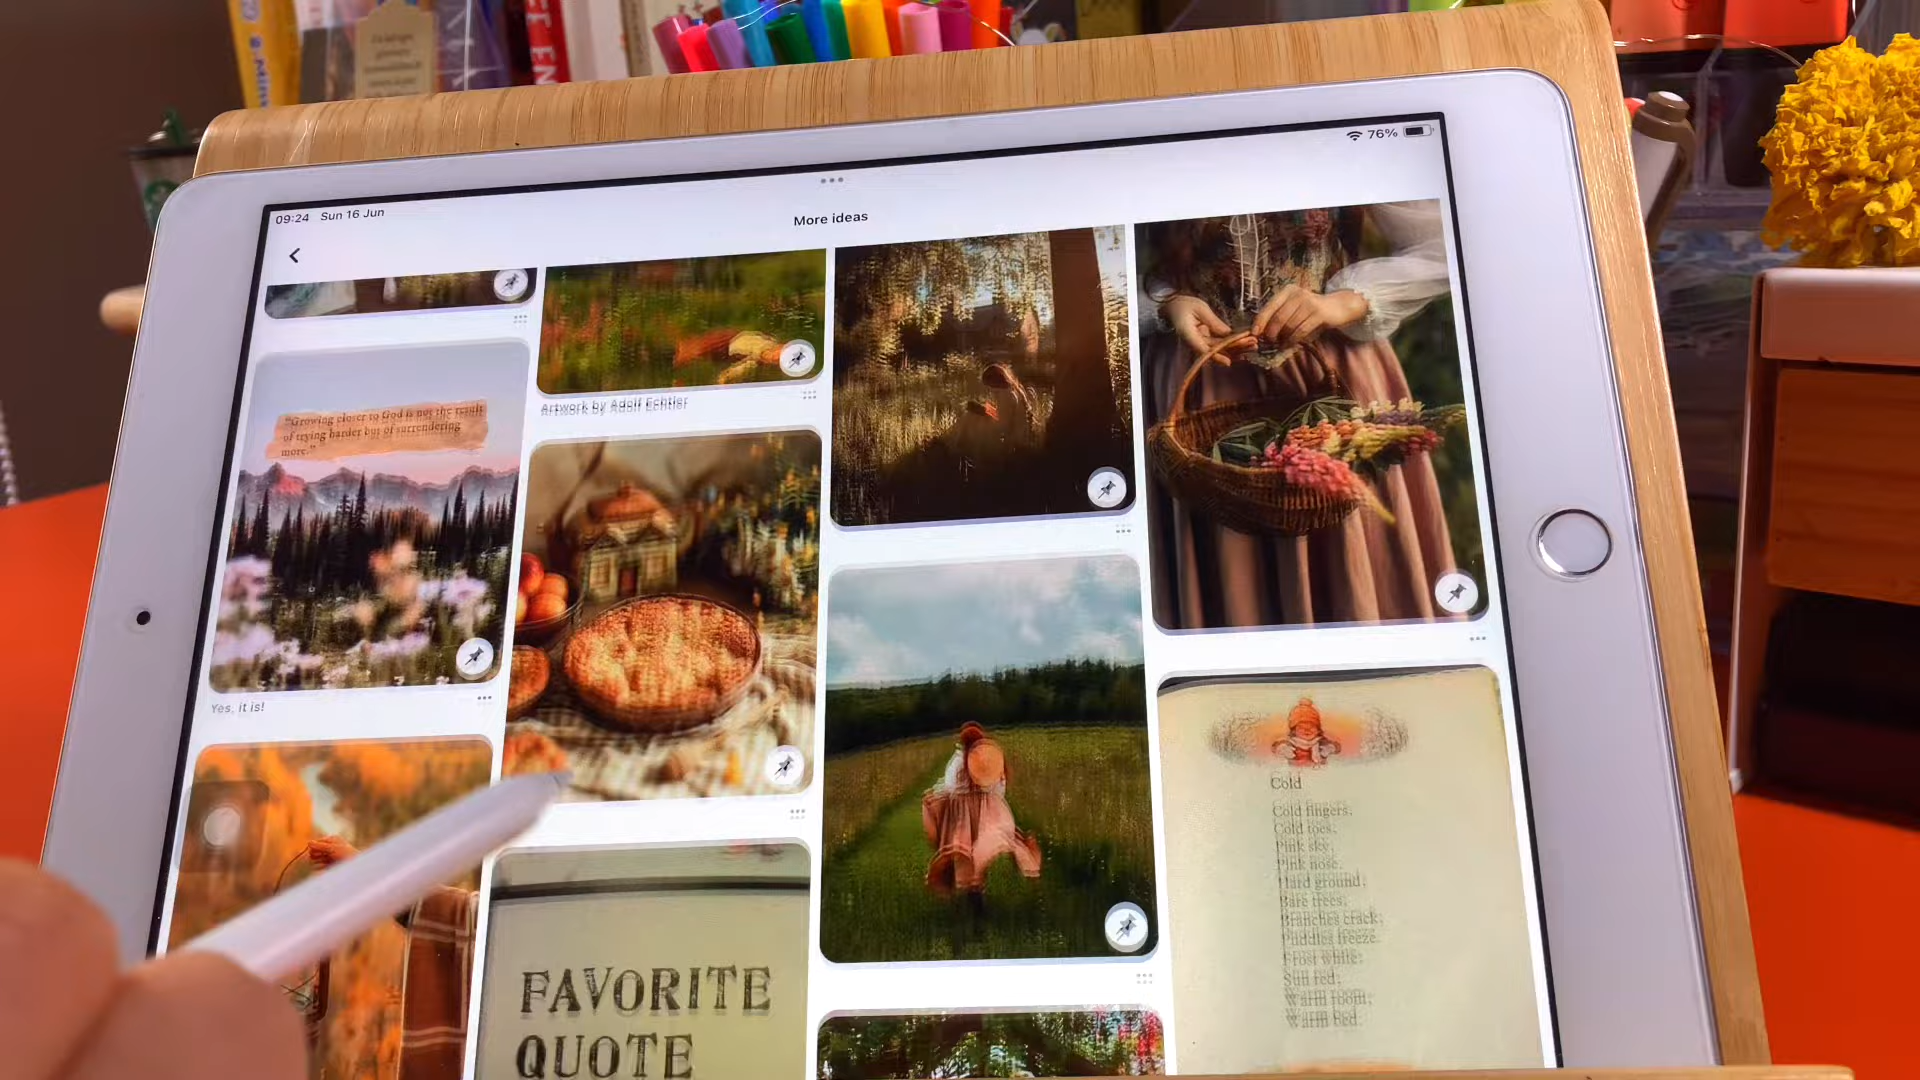 09:24 Sun 16 Jun
76%
More ideas
"Growing closer to God is not the result
of trying harder but of surrendering
more."
Yes, it is!
Artwork by Adolf Echtler
FAVORITE
QUOTE
Cold
Cold fingers,
Cold toes,
Pink sky,
Pink nose.
Hard ground,
Bare trees,
Branches crack,
Puddles freeze.
Frost white,
Sun red,
Warm room,
Warm bed.